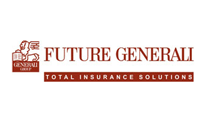 GENERALI
GROUP
FUTURE GENERALI
TOTAL INSURANCE SOLUTIONS